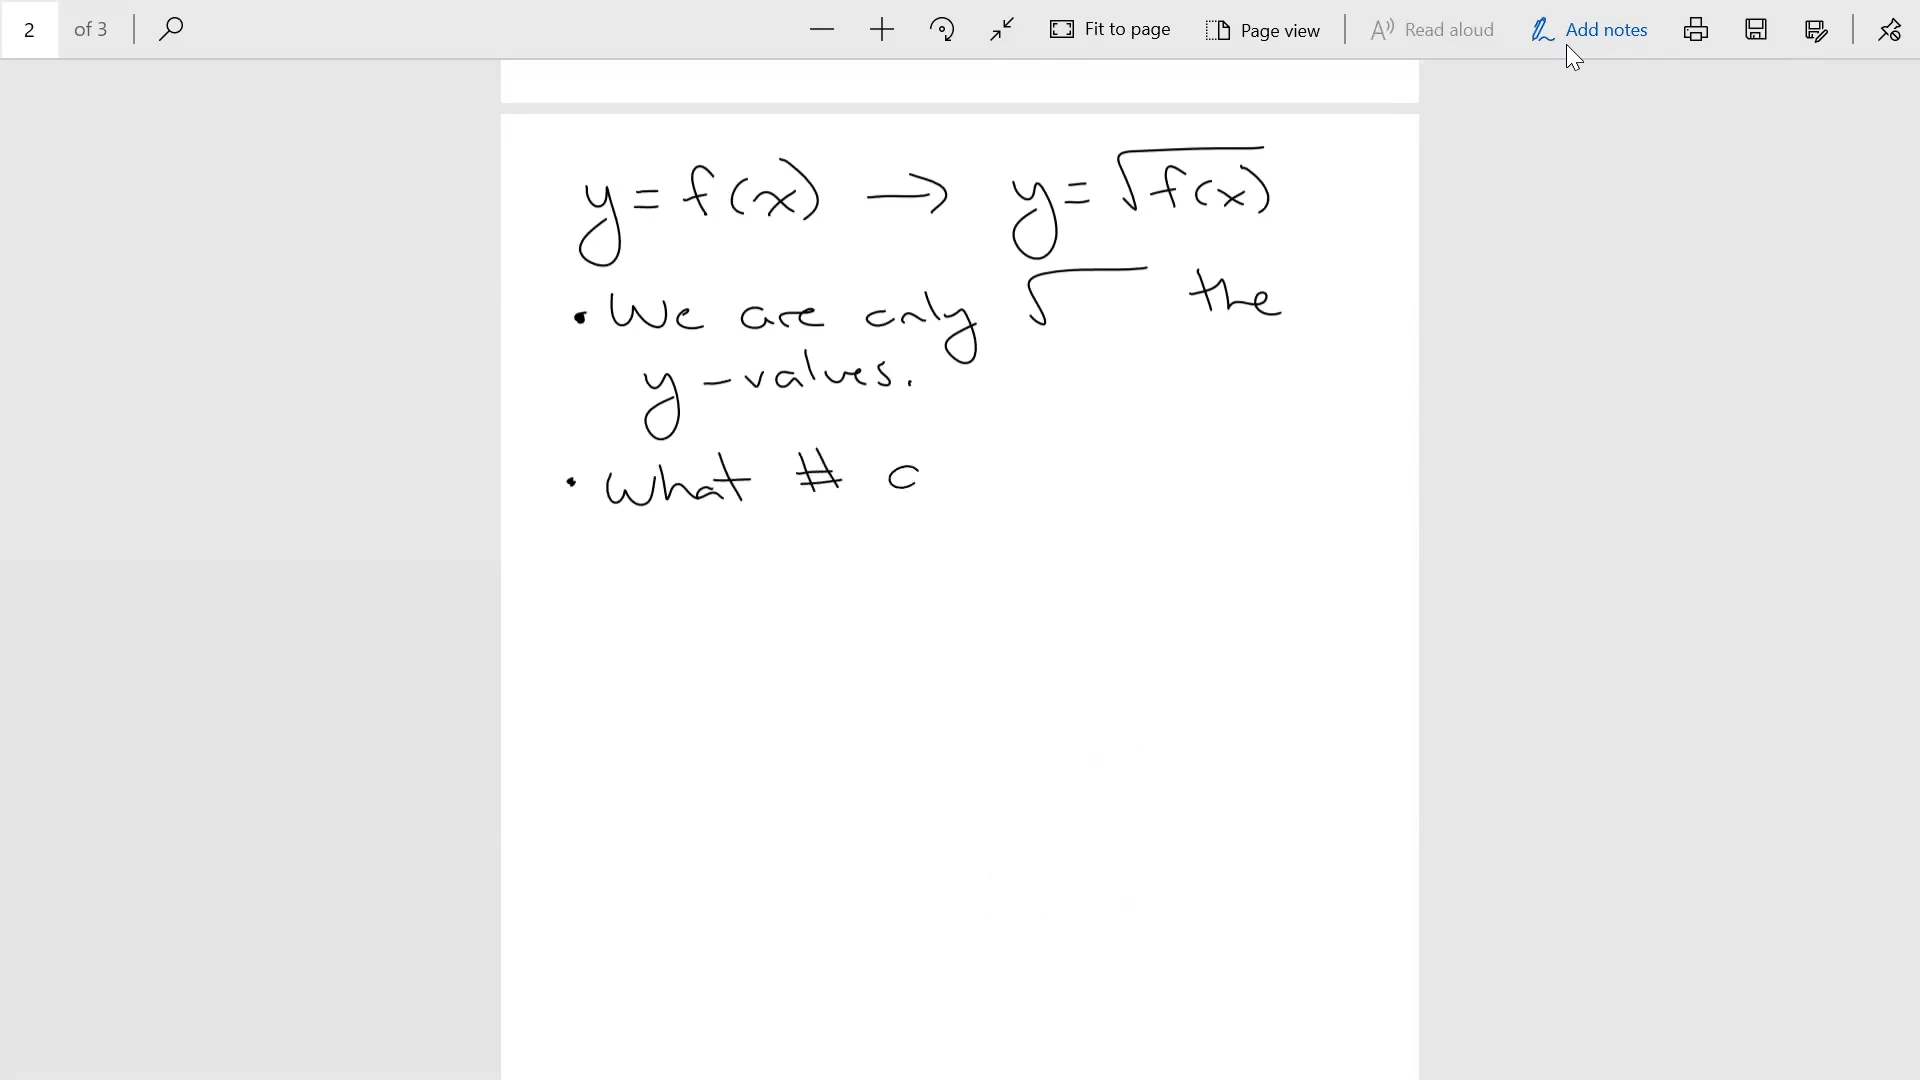 2 of 3 Fit to page Page view Read aloud Add notes
y = f(x) → y = √f(x)
• We are only √ the
y-values.
• What # c